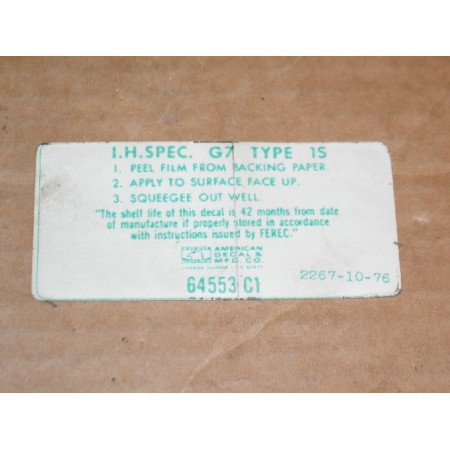 I.H.SPEC. G7 TYPE 1S
1. PEEL FILM FROM BACKING PAPER.
2. APPLY TO SURFACE FACE UP.
3. SQUEEGEE OUT WELL.
"The shelf life of this decal is 42 months from date
of manufacture if properly stored in accordance
with instructions issued by FEREC."
AMERICAN
DECAL &
MFG. CO.
64553 C1
2267-10-76